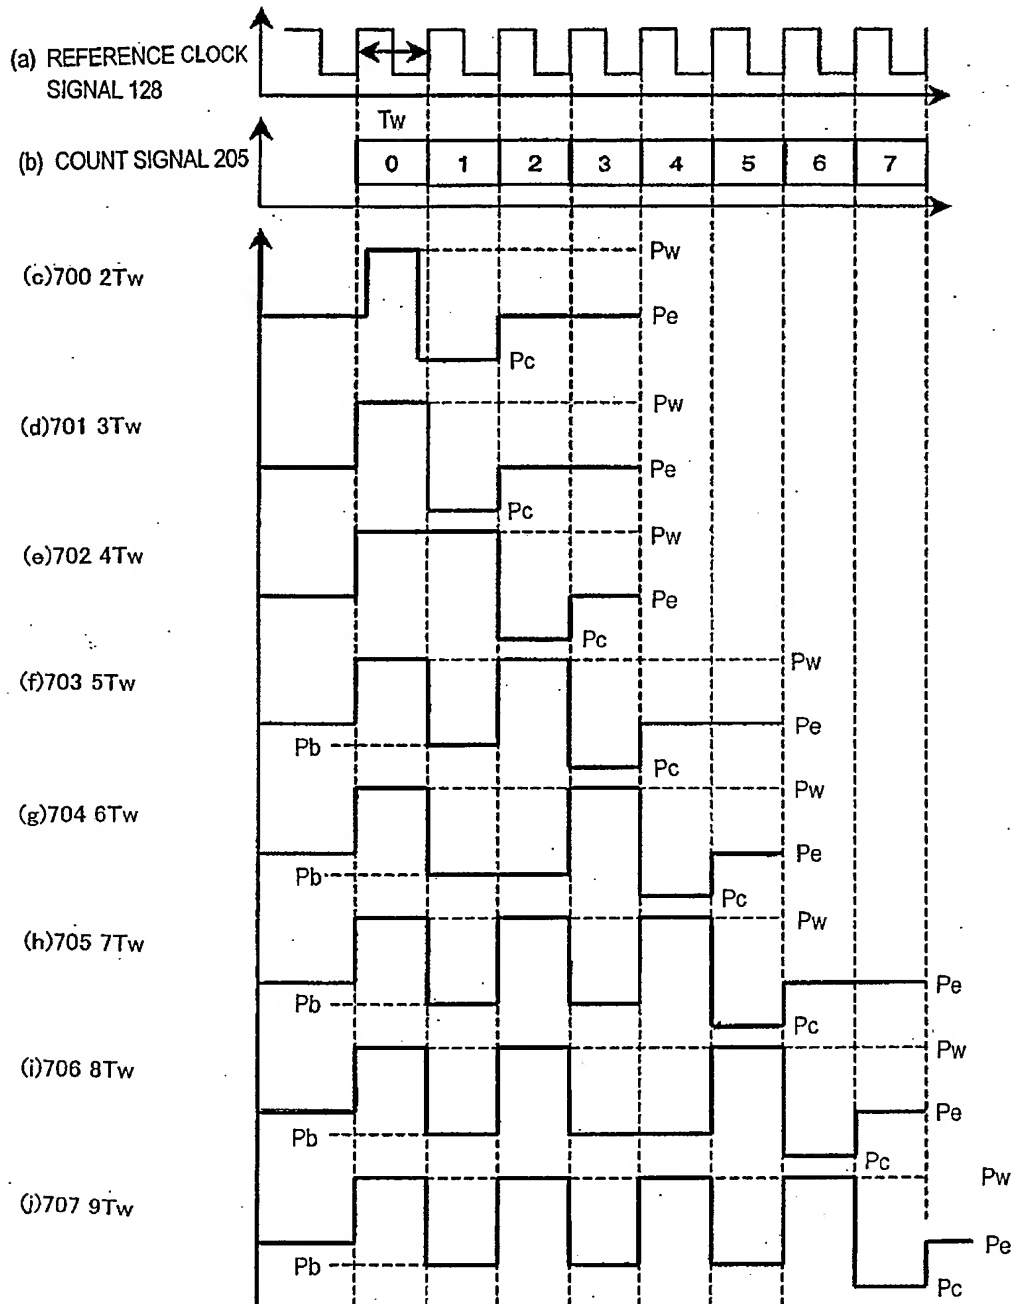 (a) REFERENCE CLOCK
SIGNAL 128
Tw
(b) COUNT SIGNAL 205
0 1 2 3 4 5 6 7
(c)700 2Tw
Pw
Pe
Pc
(d)701 3Tw
Pw
Pe
Pc
(e)702 4Tw
Pw
Pe
Pc
(f)703 5Tw
Pw
Pe
Pb
Pc
(g)704 6Tw
Pw
Pe
Pb
Pc
(h)705 7Tw
Pw
Pe
Pb
Pc
(i)706 8Tw
Pw
Pe
Pb
Pc
(j)707 9Tw
Pw
Pe
Pb
Pc